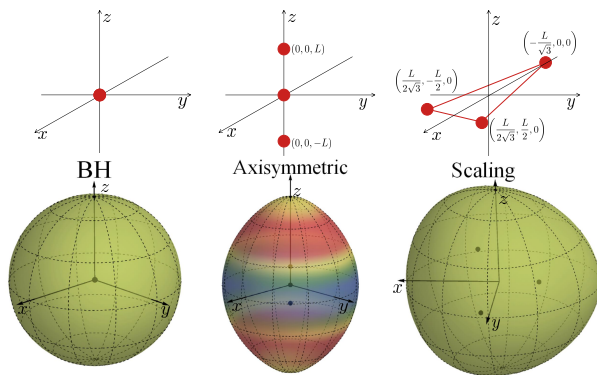 z
y
x
BH
z
(0,0,L)
y
x
(0,0,−L)
Axisymmetric
z
(−L/√3,0,0)
(L/2√3,−L/2,0)
y
x
(L/2√3,L/2,0)
Scaling
z
x
y
z
x
y
z
x
y